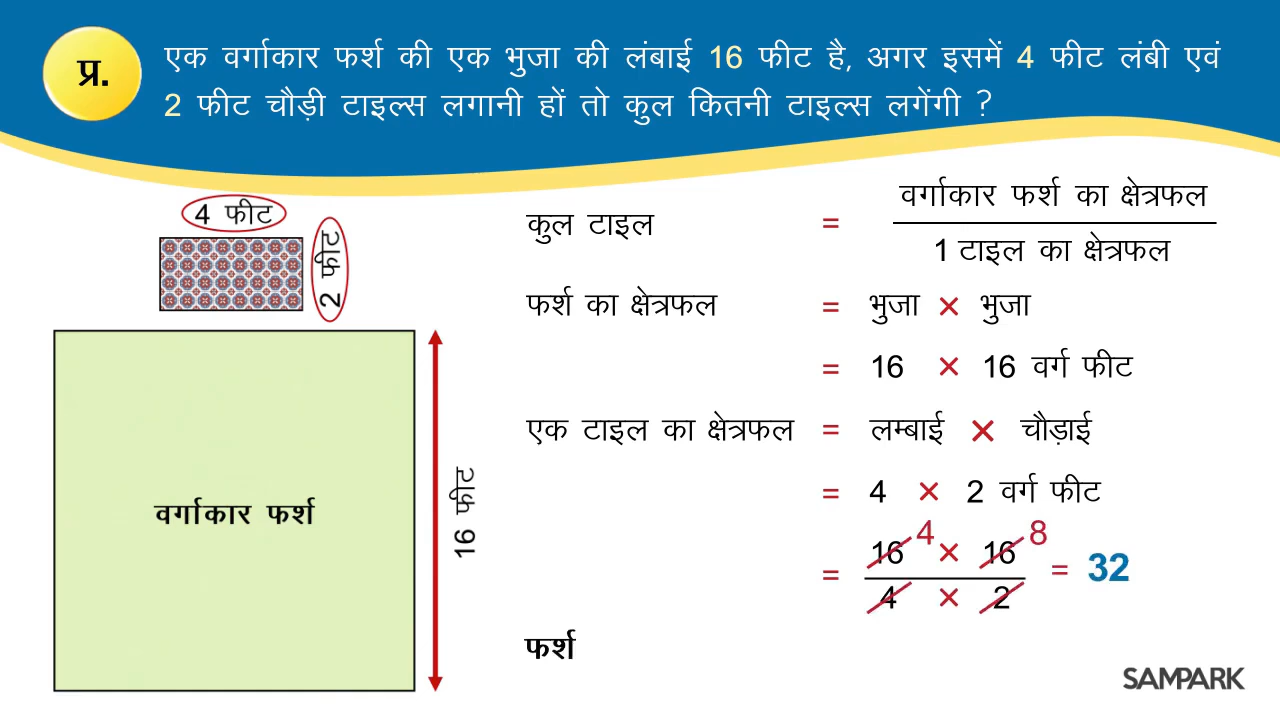 प्र.
एक वर्गाकार फर्श की एक भुजा की लंबाई 16 फीट है, अगर इसमें 4 फीट लंबी एवं
2 फीट चौड़ी टाइल्स लगानी हों तो कुल कितनी टाइल्स लगेंगी ?
4 फीट
2 फीट
वर्गाकार फर्श
16 फीट
कुल टाइल = वर्गाकार फर्श का क्षेत्रफल
1 टाइल का क्षेत्रफल
फर्श का क्षेत्रफल = भुजा × भुजा
= 16 × 16 वर्ग फीट
एक टाइल का क्षेत्रफल = लम्बाई × चौड़ाई
= 4 × 2 वर्ग फीट
4 8
= 16 × 16 = 32
4 × 2
फर्श
SAMPARK